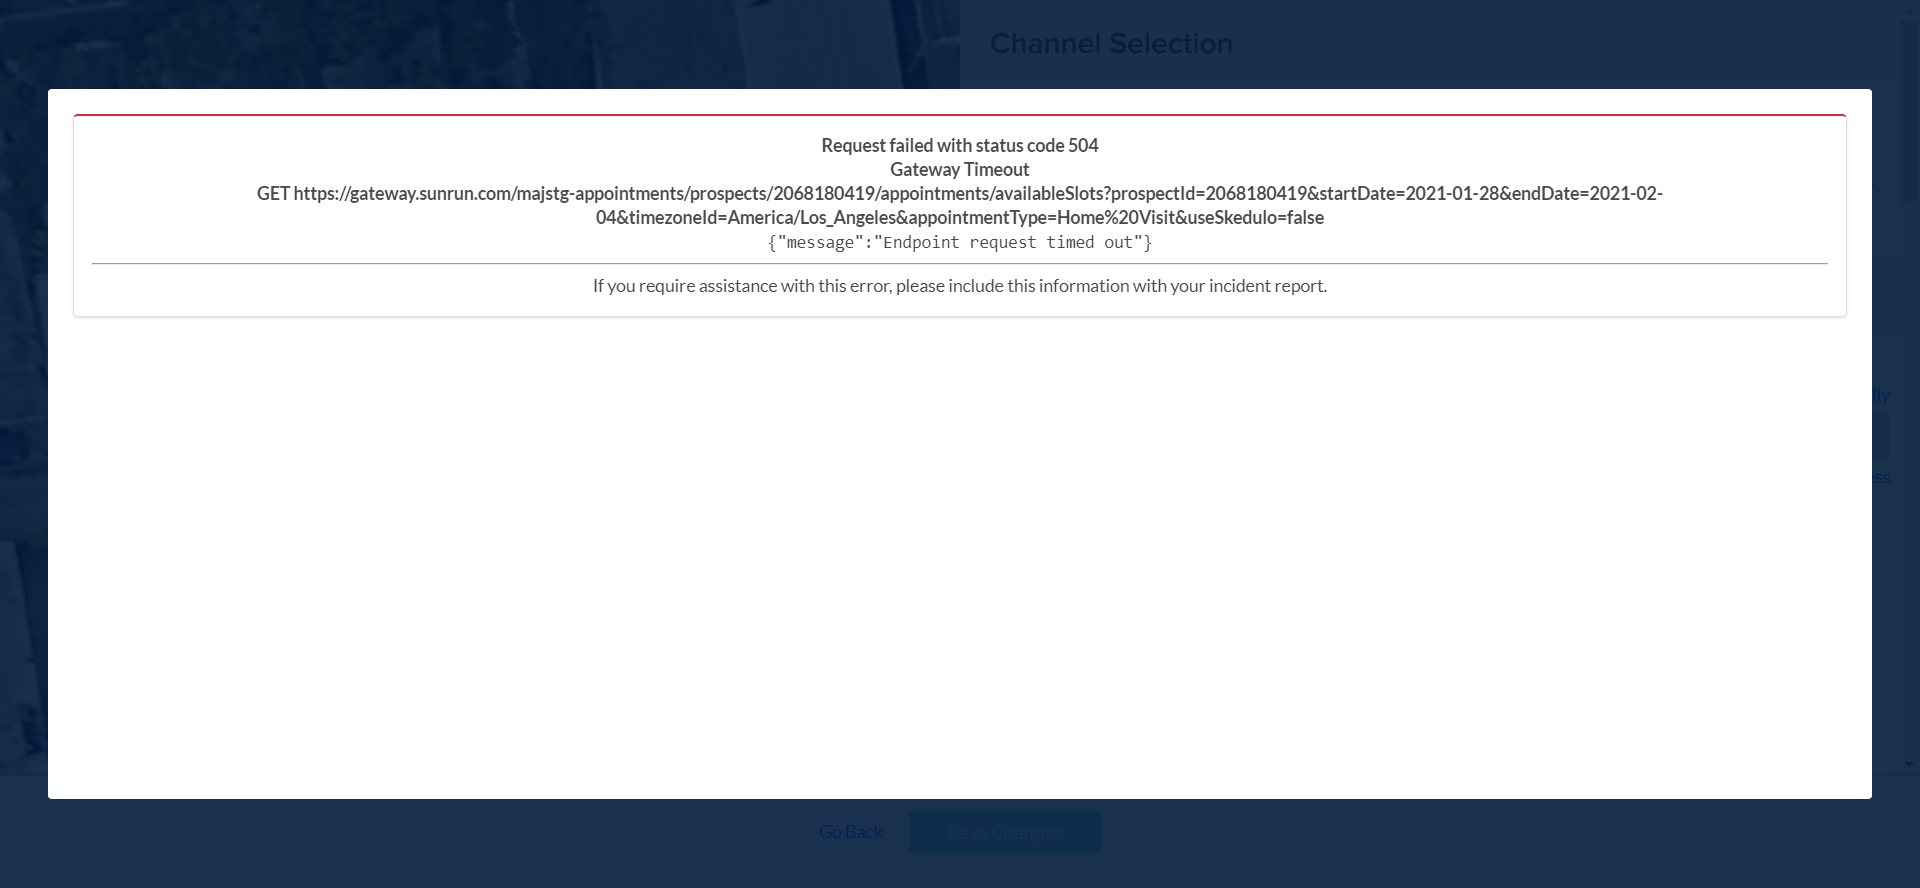 Channel Selection
Request failed with status code 504
Gateway Timeout
GET https://gateway.sunrun.com/majstg-appointments/prospects/2068180419/appointments/availableSlots?prospectId=2068180419&startDate=2021-01-28&endDate=2021-02-
04&timezoneId=America/Los_Angeles&appointmentType=Home%20Visit&useSkedulo=false
{"message":"Endpoint request timed out"}
If you require assistance with this error, please include this information with your incident report.
lly
ss
Go Back
Save Changes